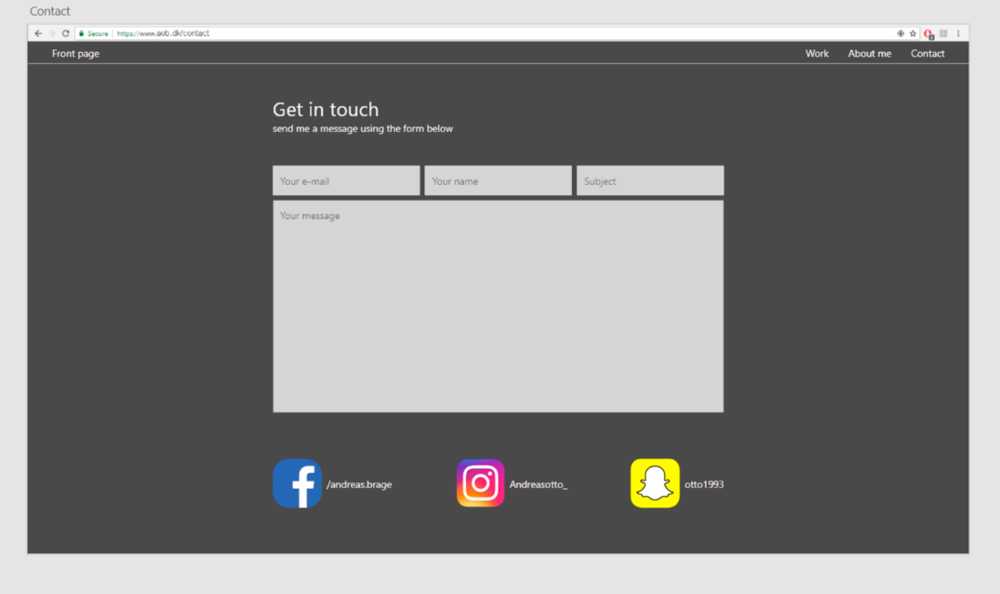 Contact
Secure | https://www.aob.dk/contact
Front page Work About me Contact
Get in touch
send me a message using the form below
Your e-mail Your name Subject
Your message
/andreas.brage Andreasotto_ otto1993